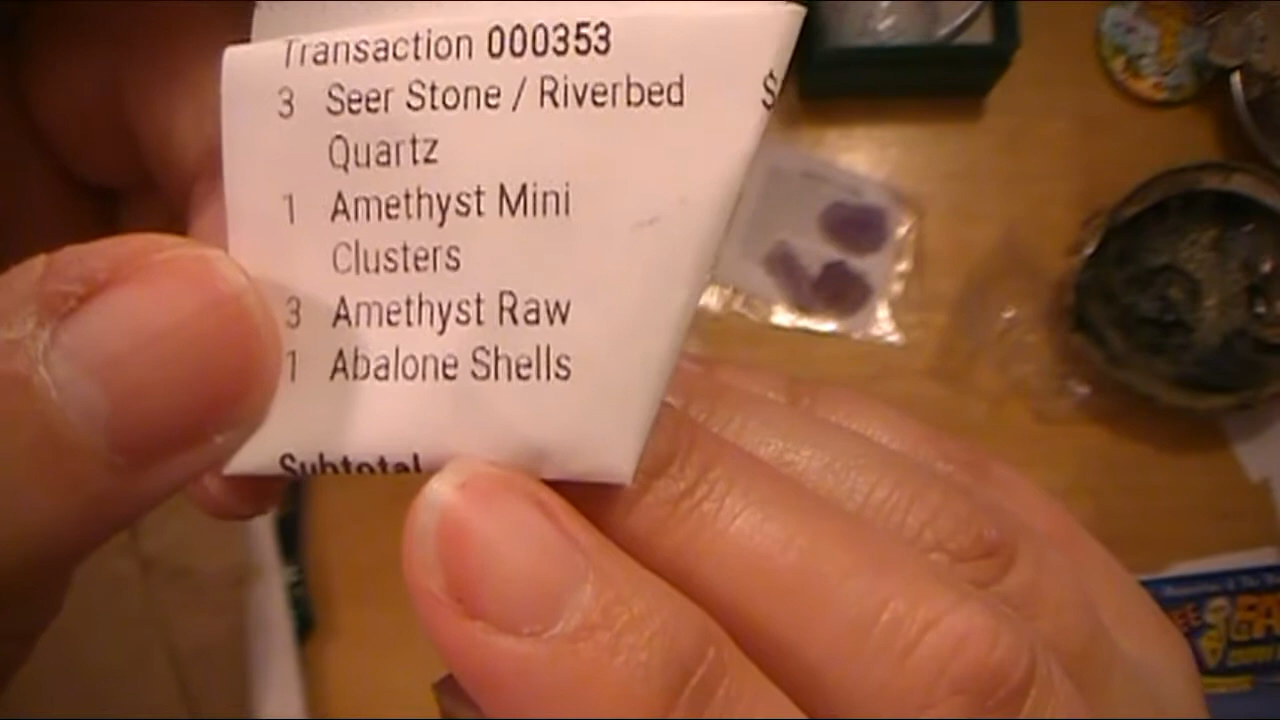 Transaction 000353
3 Seer Stone / Riverbed $
Quartz
1 Amethyst Mini
Clusters
3 Amethyst Raw
1 Abalone Shells
Subtotal